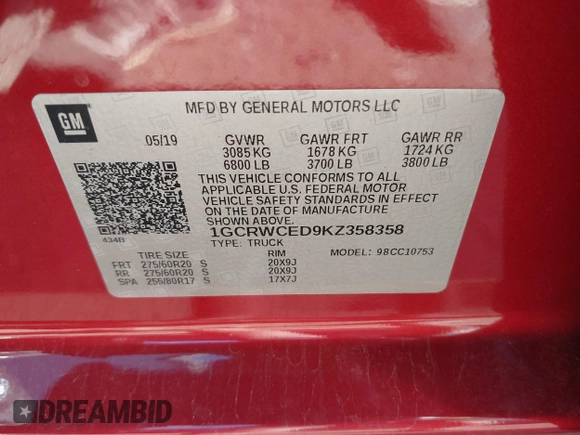 GM
MFD BY GENERAL MOTORS LLC
05/19 GVWR GAWR FRT GAWR RR
3085 KG 1678 KG 1724 KG
6800 LB 3700 LB 3800 LB
THIS VEHICLE CONFORMS TO ALL
APPLICABLE U.S. FEDERAL MOTOR
VEHICLE SAFETY STANDARDS IN EFFECT
ON THE DATE OF MANUFACTURE
SHOWN ABOVE.
434B
1GCRWCED9KZ358358
TYPE: TRUCK
MODEL: 98CC10753
TIRE SIZE RIM
FRT 275/60R20 S 20X9J
RR 275/60R20 S 20X9J
SPA 255/80R17 S 17X7J
DREAMBID